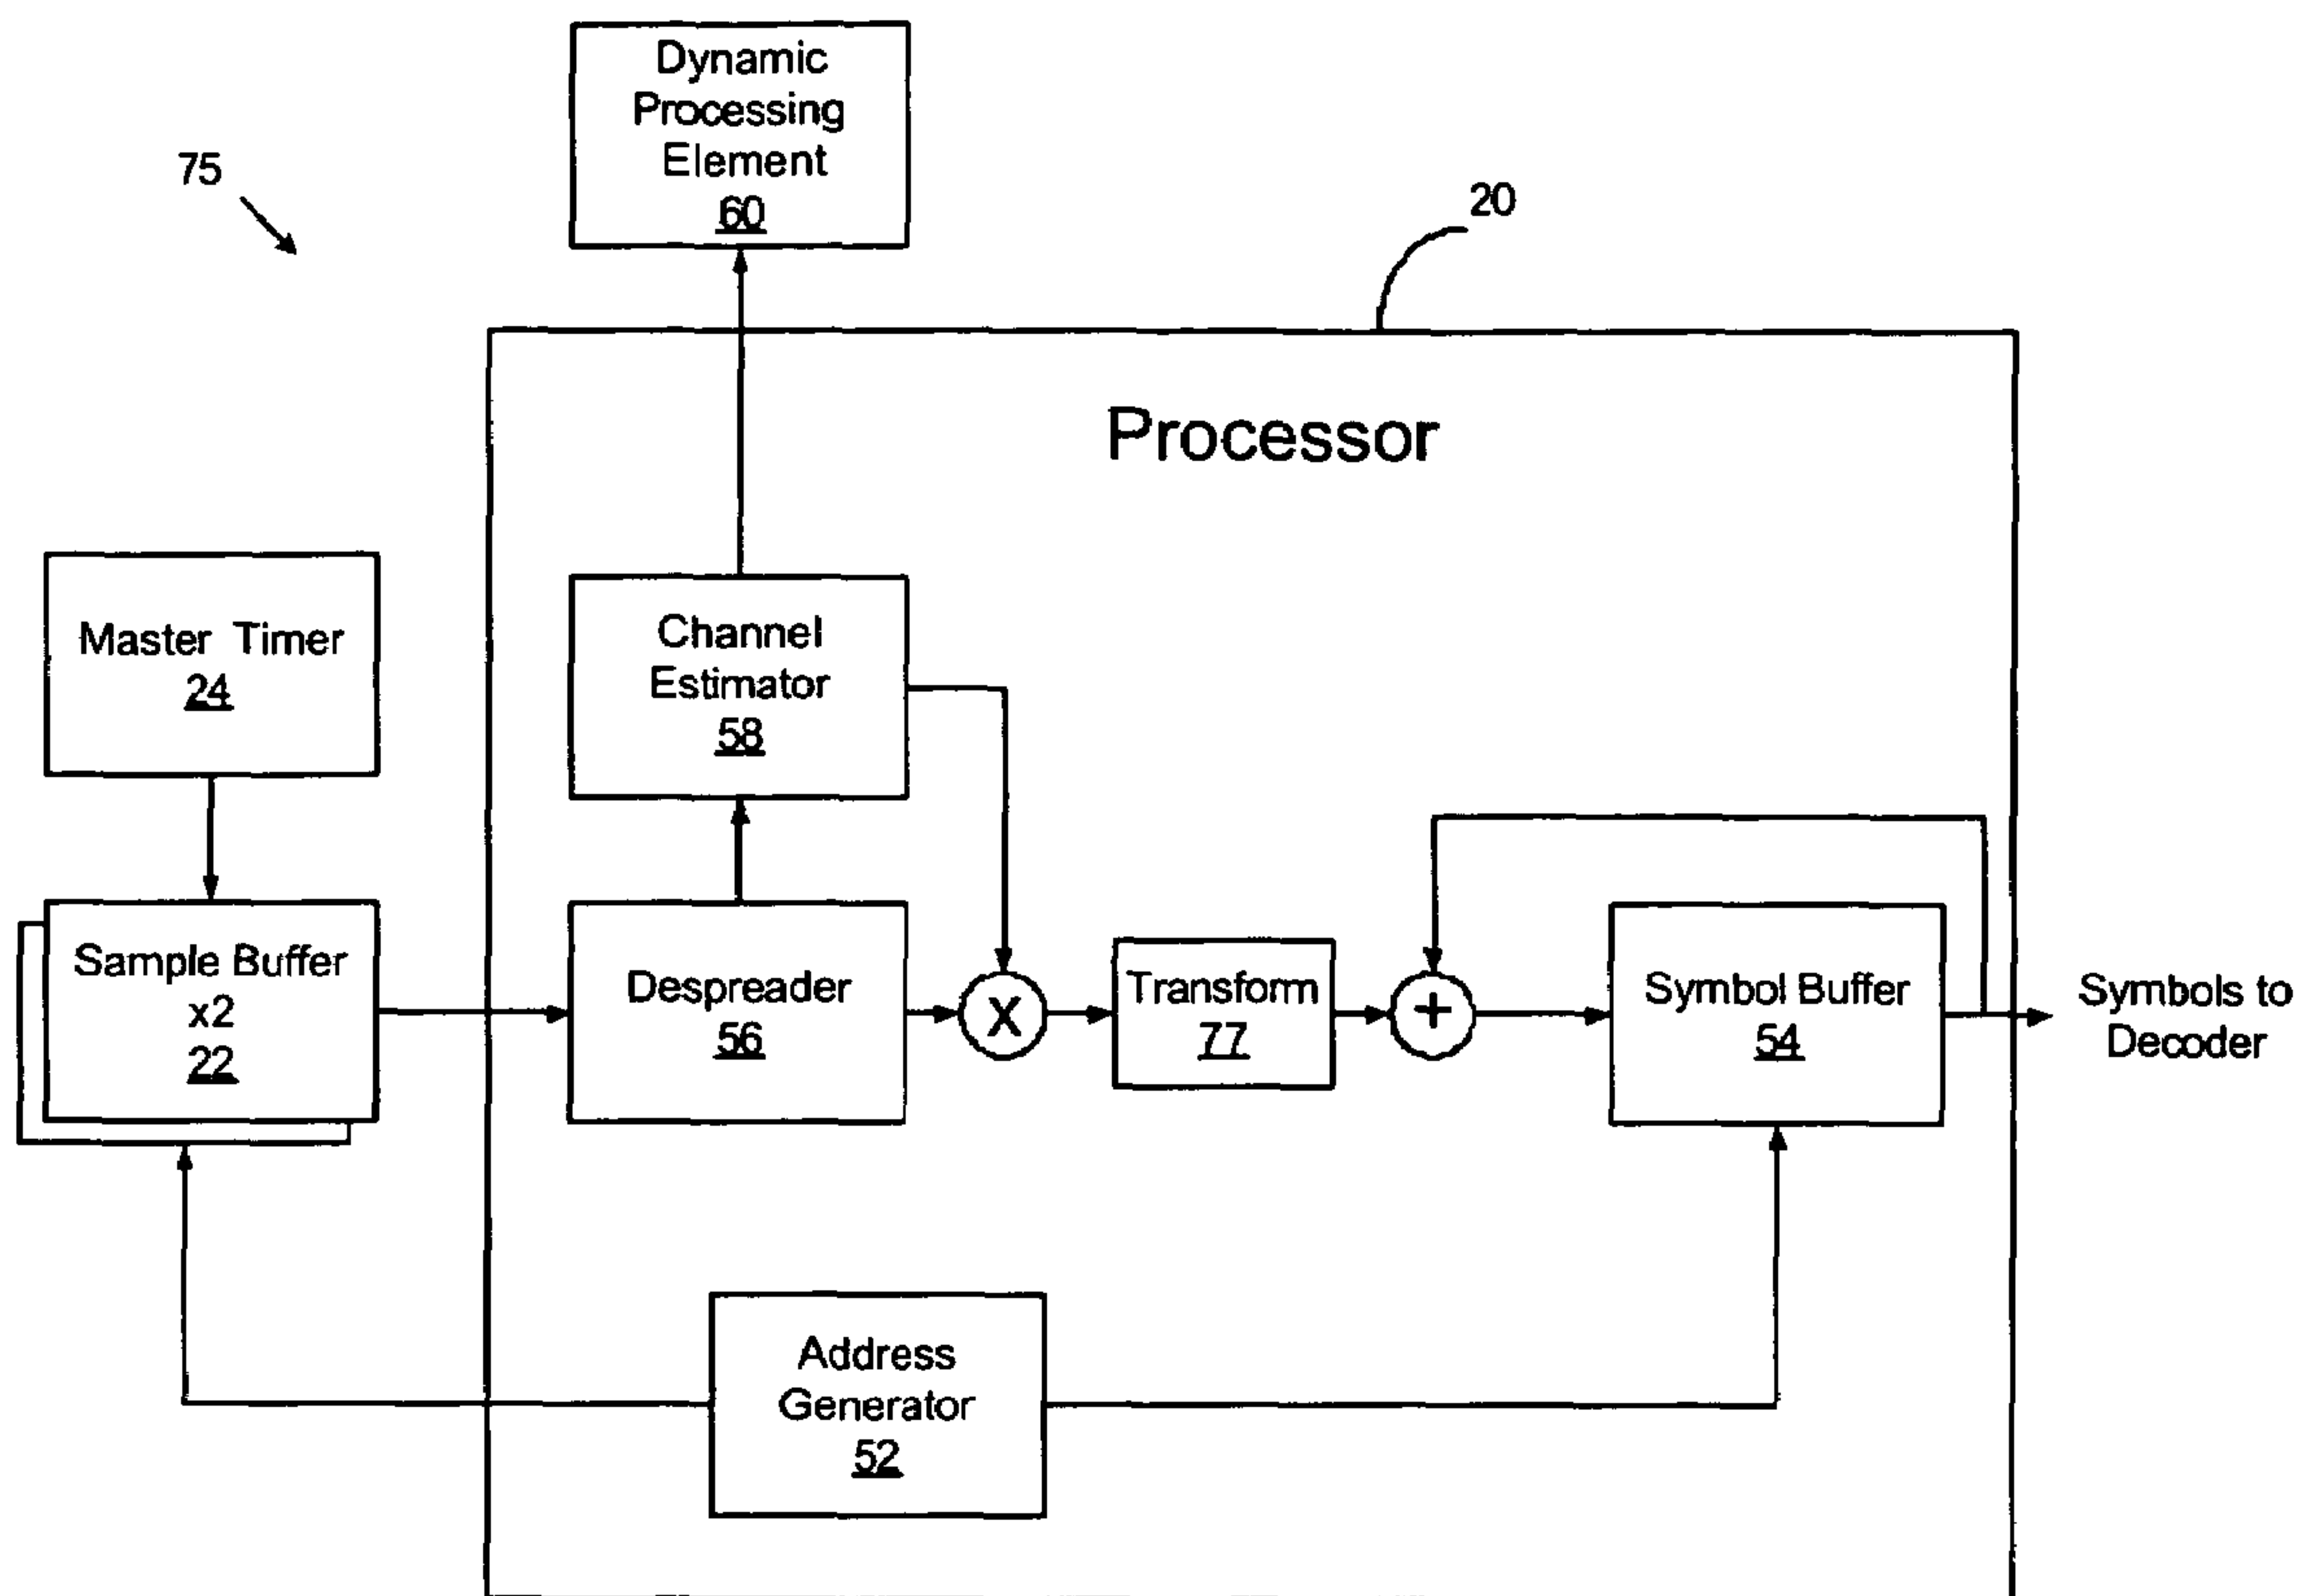 Dynamic
Processing
Element
60
75
20
Processor
Master Timer
24
Channel
Estimator
58
Sample Buffer
x2
22
Despreader
56
X
Transform
77
+
Symbol Buffer
54
Symbols to
Decoder
Address
Generator
52